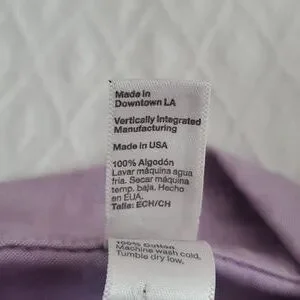 Made in
Downtown LA
Vertically Integrated
Manufacturing
Made in USA
100% Algodón
Lavar máquina agua
fría. Secar máquina
temp. baja. Hecho
en EUA.
Talla: ECH/CH
100% Cotton
Machine wash cold,
Tumble dry low.